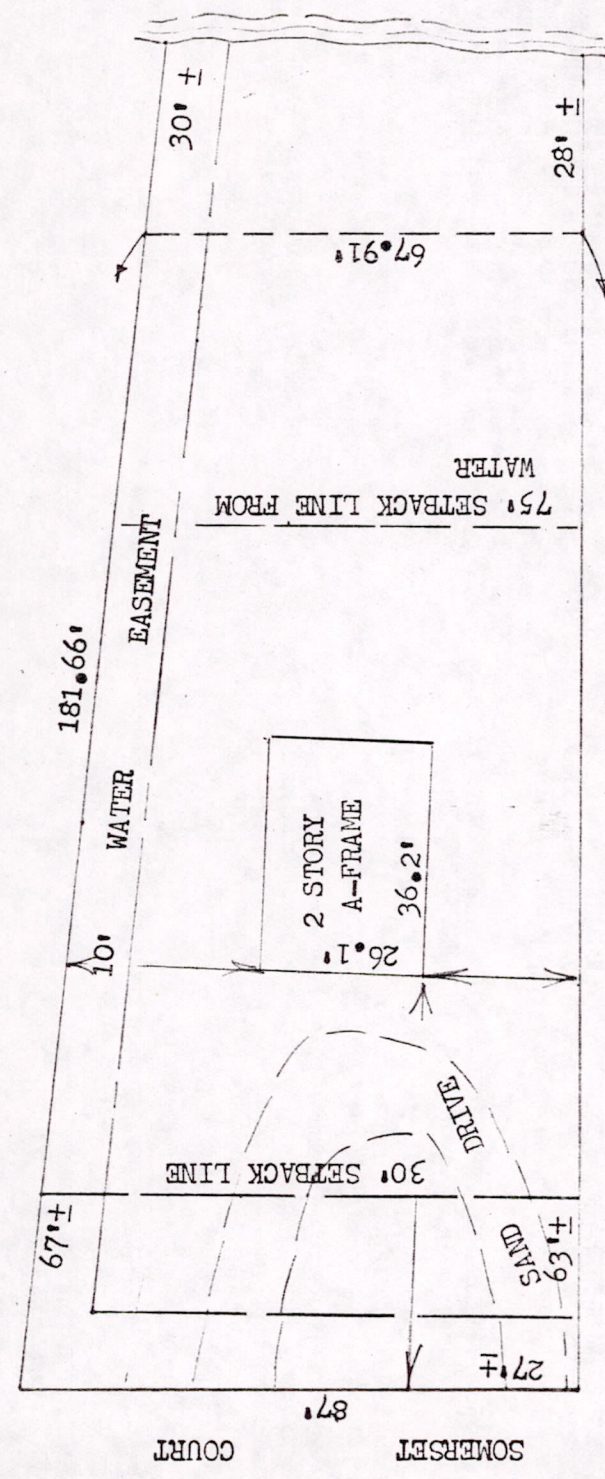 30' ±
28' ±
67.91'
75' SETBACK LINE FROM
WATER
181.66'
WATER EASEMENT
10'
2 STORY
A-FRAME
26.1'
36.2'
SAND DRIVE
30' SETBACK LINE
67'±
63'±
27'±
87'
SOMERSET COURT